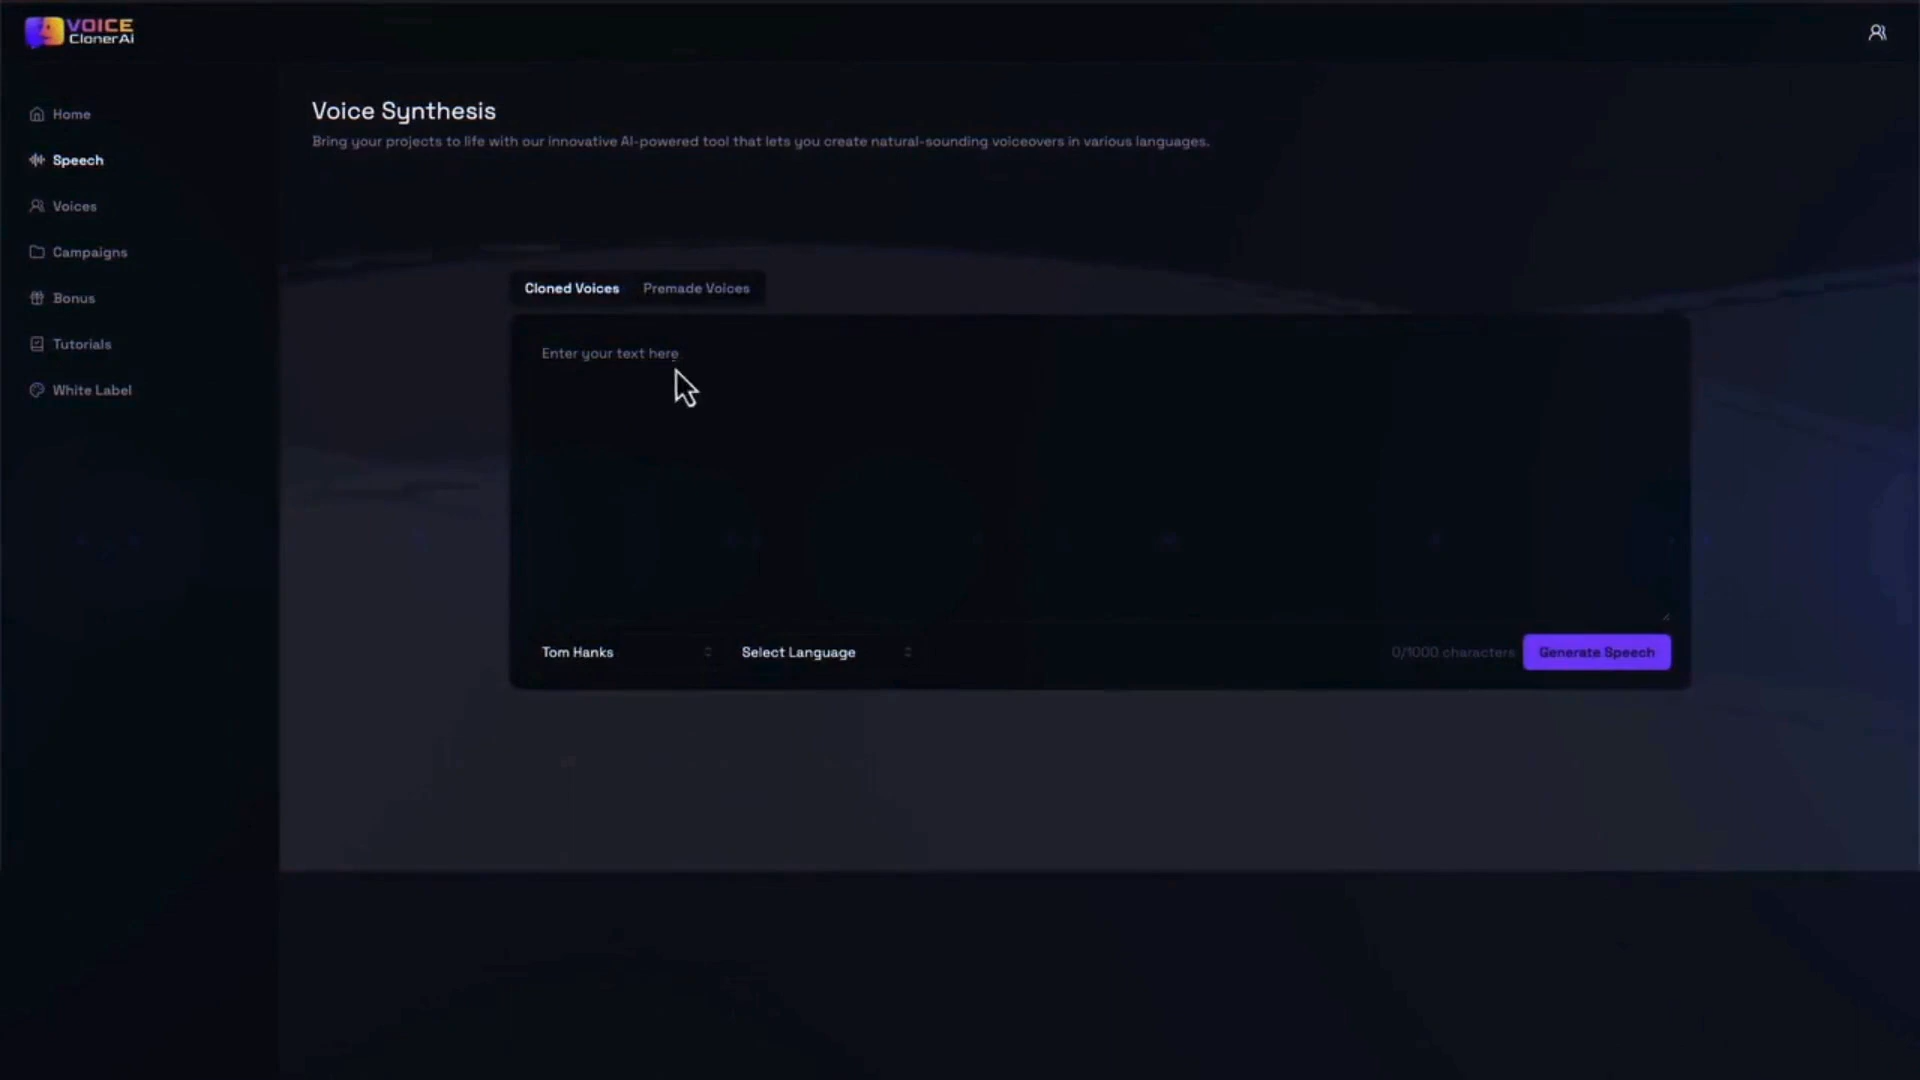 VOICE
ClonerAi
Home
Speech
Voices
Campaigns
Bonus
Tutorials
White Label
Voice Synthesis
Bring your projects to life with our innovative AI-powered tool that lets you create natural-sounding voiceovers in various languages.
Cloned Voices
Premade Voices
Enter your text here
Tom Hanks
Select Language
0/1000 characters
Generate Speech